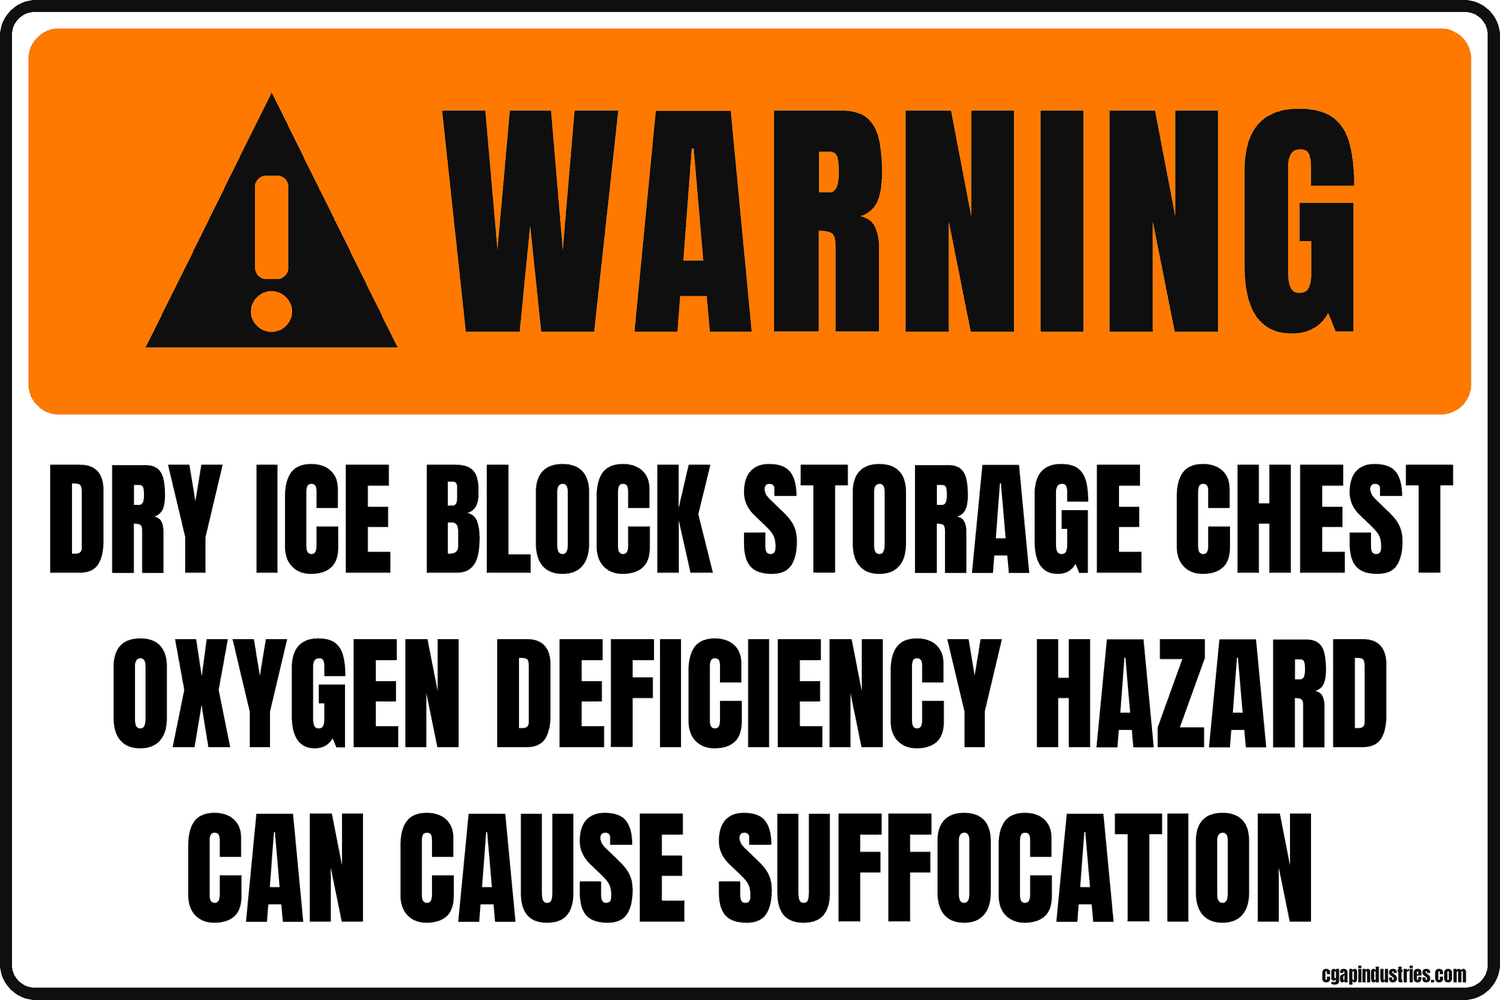 WARNING
DRY ICE BLOCK STORAGE CHEST
OXYGEN DEFICIENCY HAZARD
CAN CAUSE SUFFOCATION
cgapindustries.com